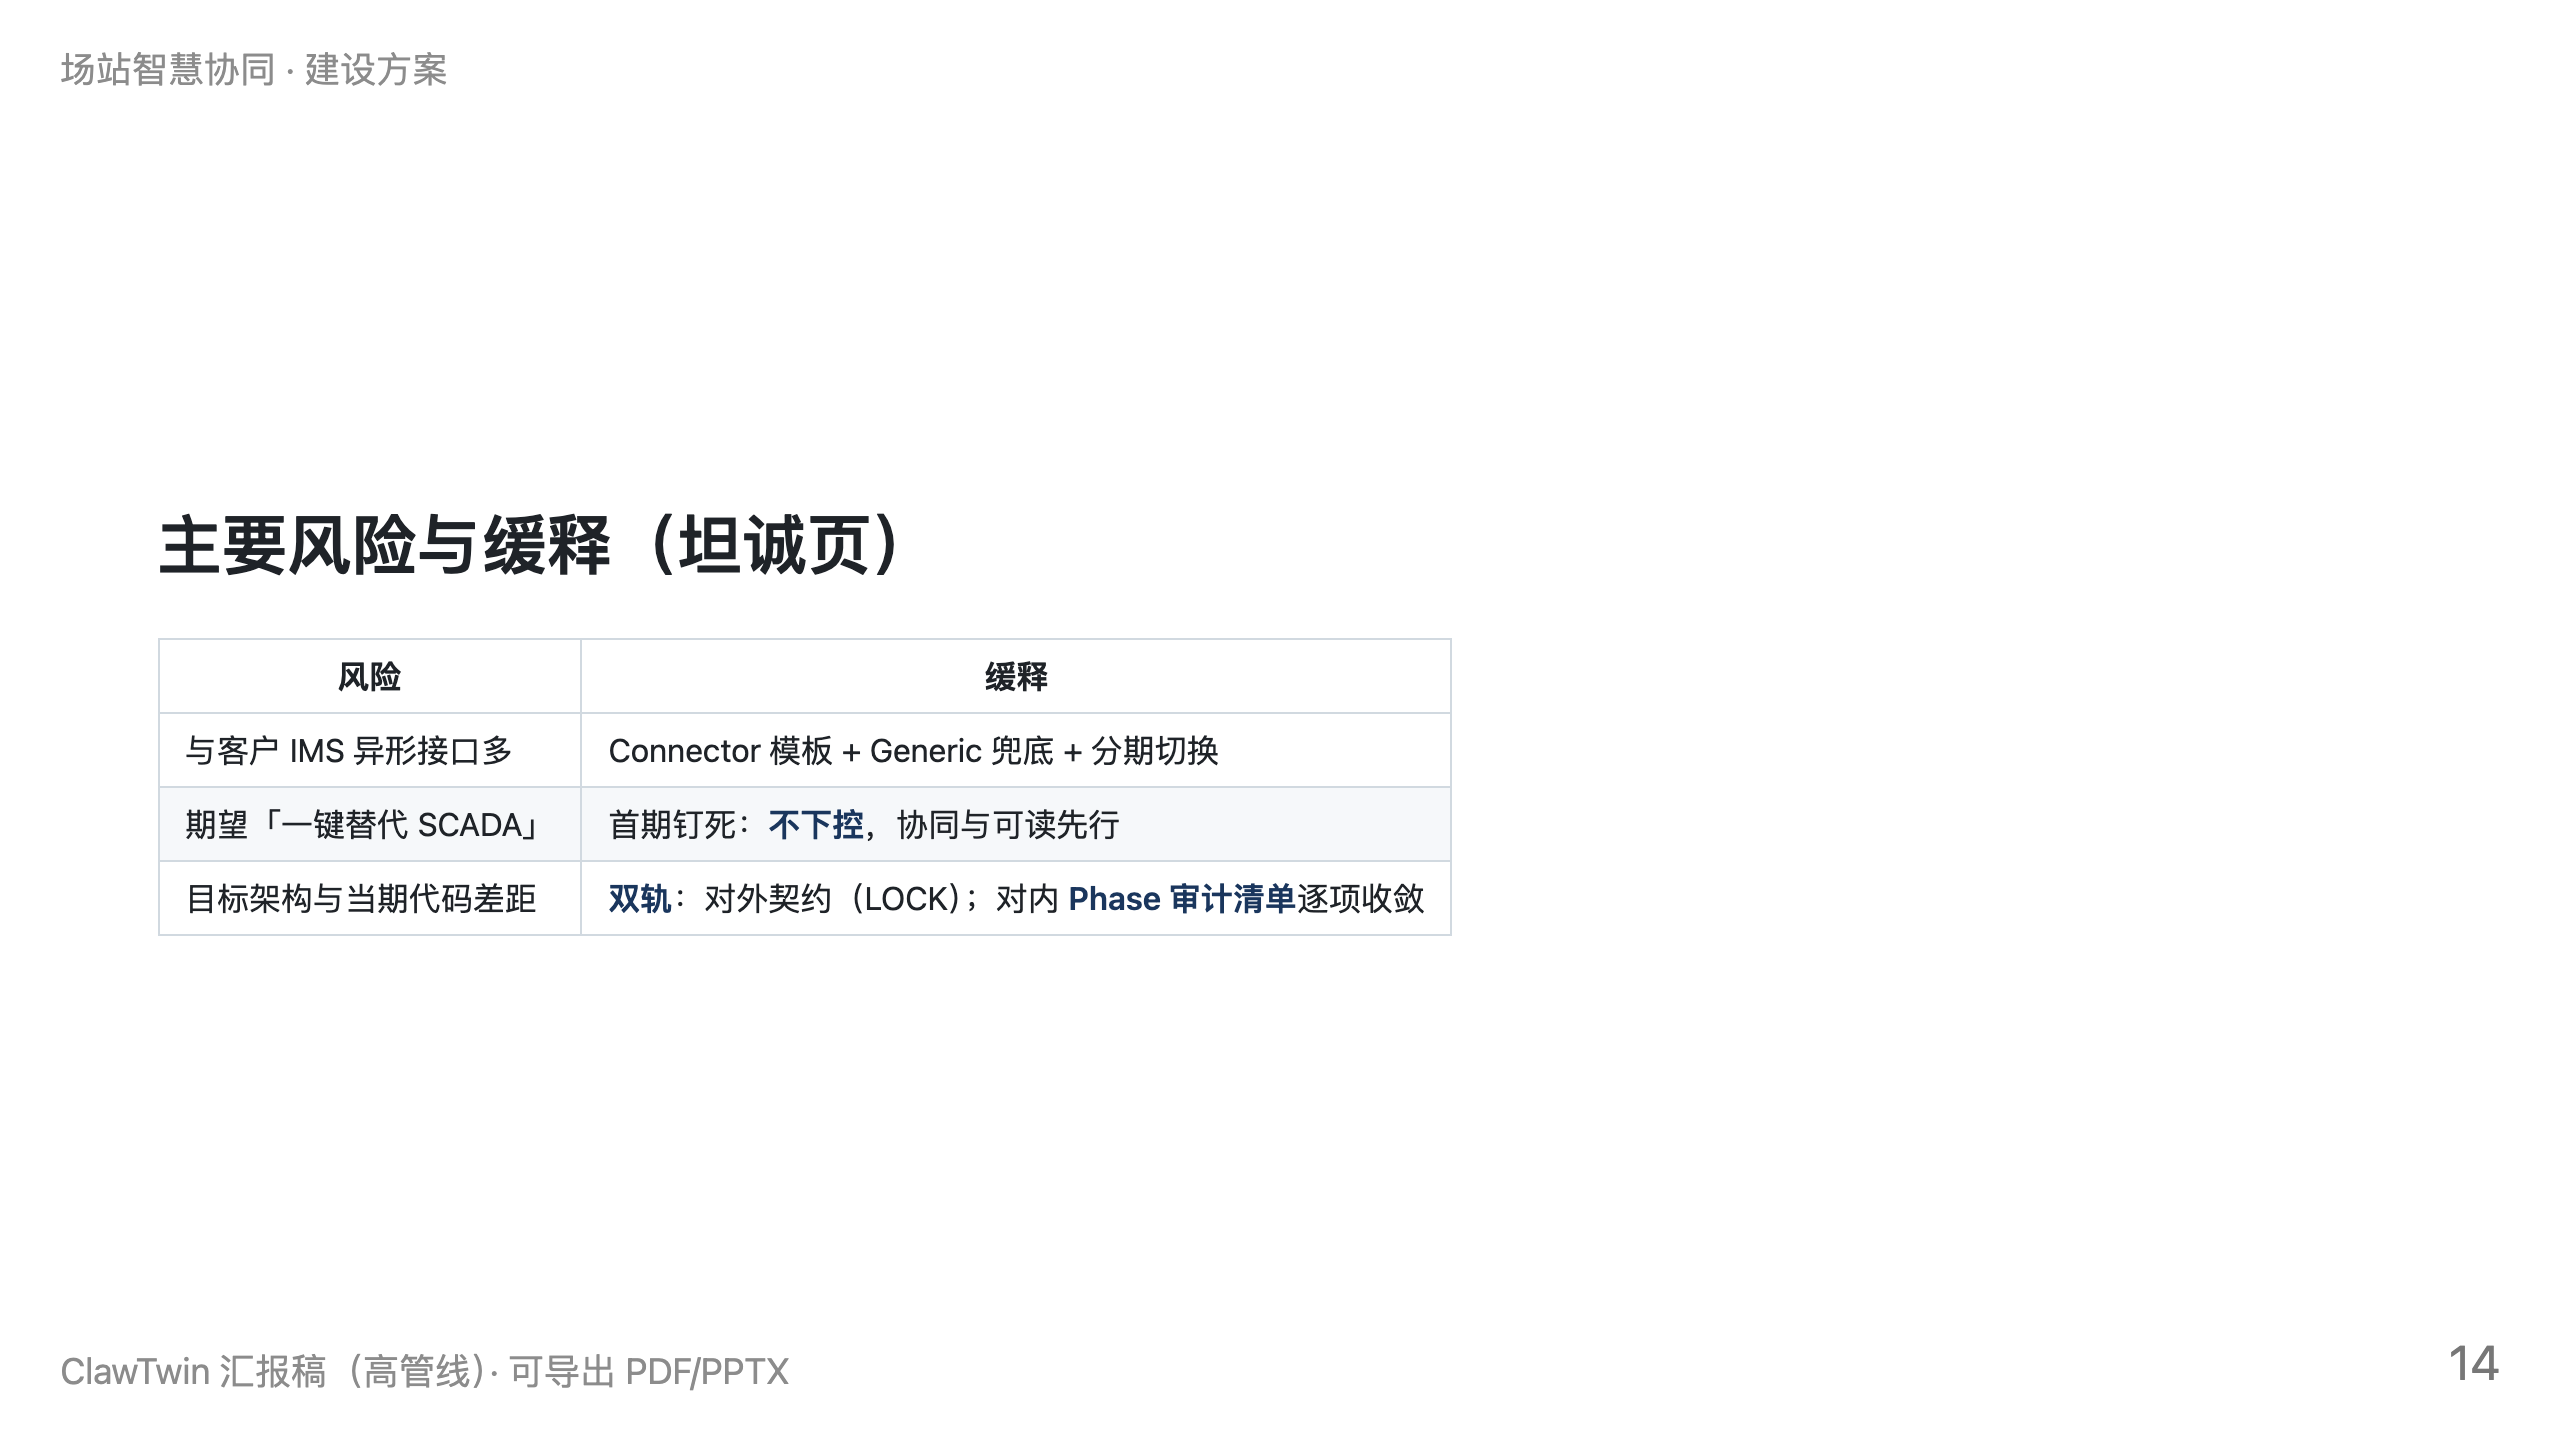 场站智慧协同 · 建设方案
主要风险与缓释（坦诚页）
风险 缓释
与客户 IMS 异形接口多 Connector 模板 + Generic 兜底 + 分期切换
期望「一键替代 SCADA」 首期钉死：不下控，协同与可读先行
目标架构与当期代码差距 双轨：对外契约（LOCK）；对内 Phase 审计清单逐项收敛
ClawTwin 汇报稿（高管线）· 可导出 PDF/PPTX
14